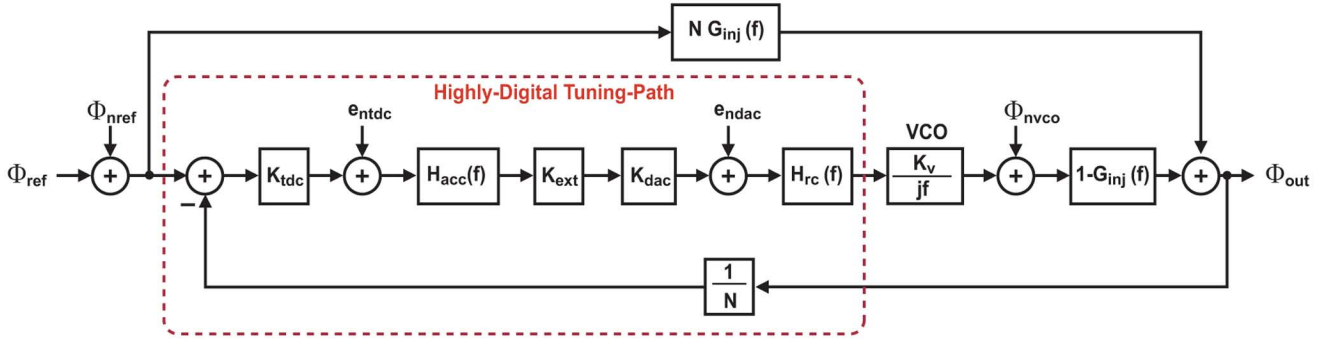 N G_inj (f)
Highly-Digital Tuning-Path
Φ_nref
e_ntdc
e_ndac
VCO
Φ_nvco
Φ_ref
+
+
K_tdc
+
H_acc(f)
K_ext
K_dac
+
H_rc (f)
K_v
jf
+
1-G_inj (f)
+
Φ_out
–
1
N